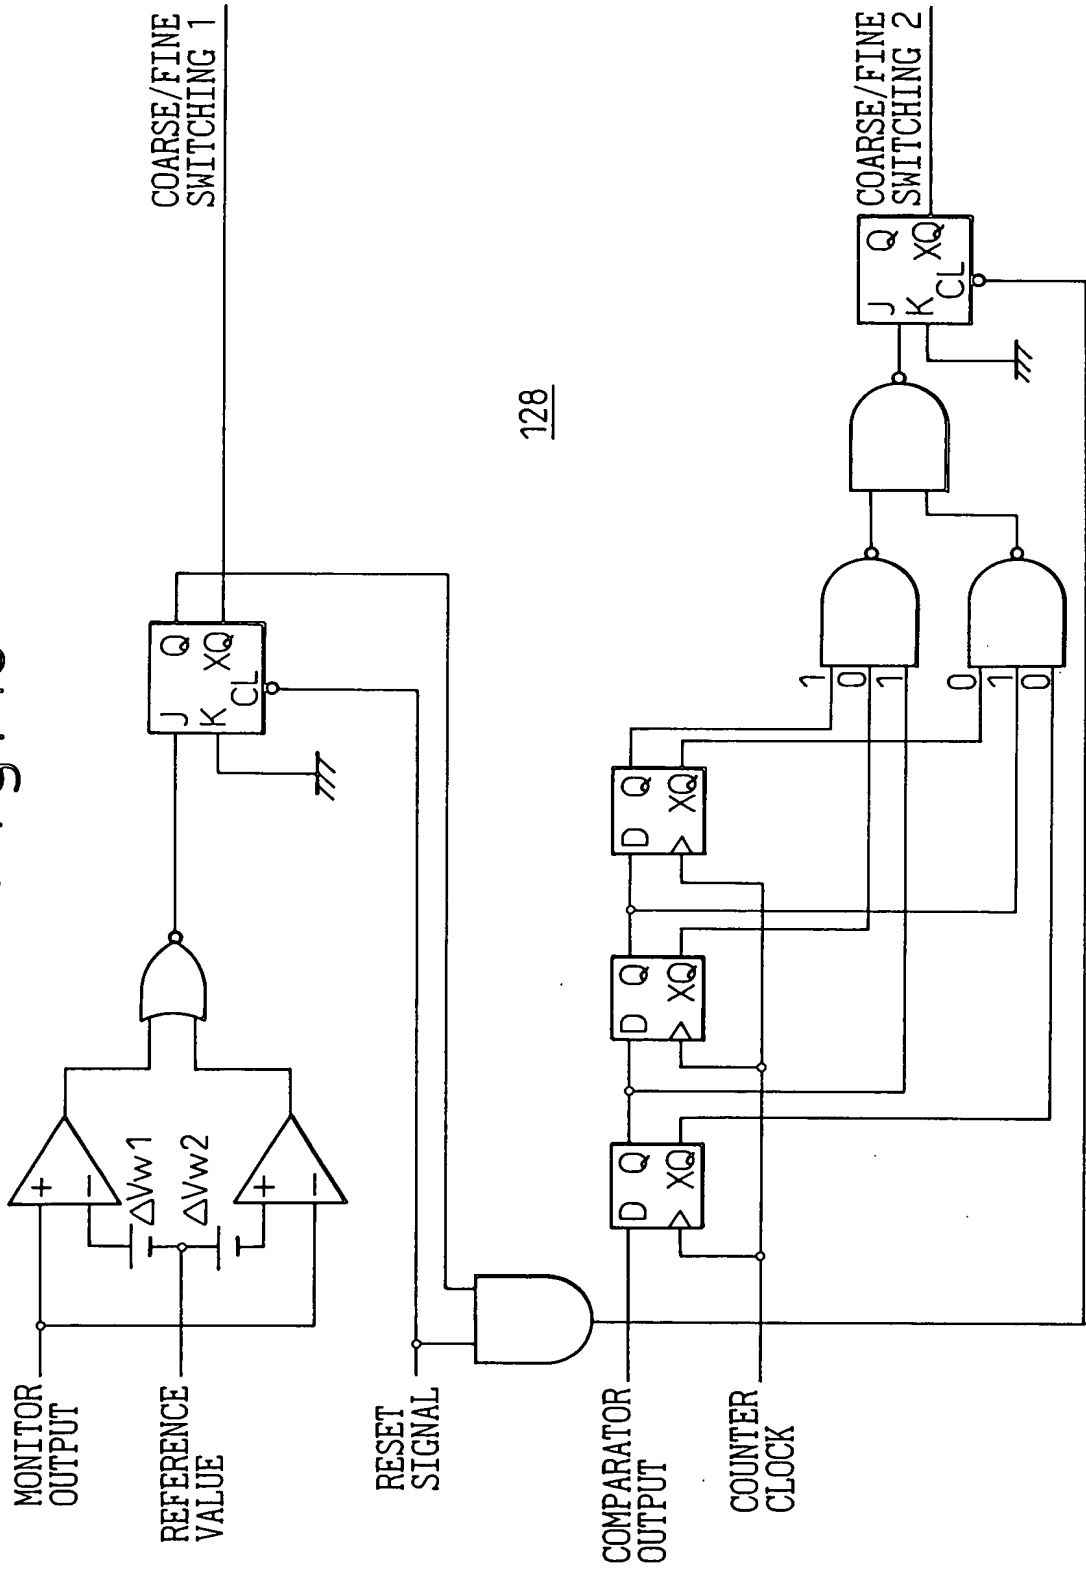 MONITOR
OUTPUT
REFERENCE
VALUE
+
−
ΔVw1
ΔVw2
+
−
J
K
Q
XQ
CL
COARSE/FINE
SWITCHING 1
RESET
SIGNAL
128
COMPARATOR
OUTPUT
COUNTER
CLOCK
D
Q
XQ
D
Q
XQ
D
Q
XQ
1
0
1
0
1
0
J
K
Q
XQ
CL
COARSE/FINE
SWITCHING 2